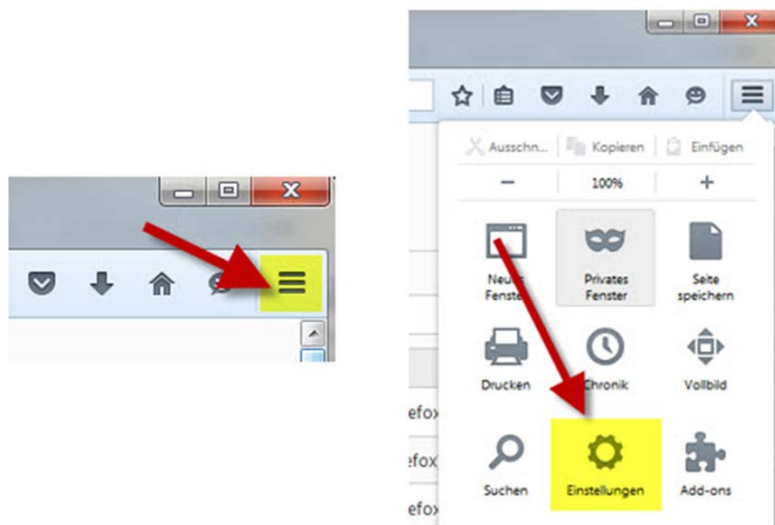 Ausschn...
Kopieren
Einfügen
100%
Neues
Fenster
Privates
Fenster
Seite
speichern
Drucken
Chronik
Vollbild
efox
efox
Suchen
Einstellungen
Add-ons
efox